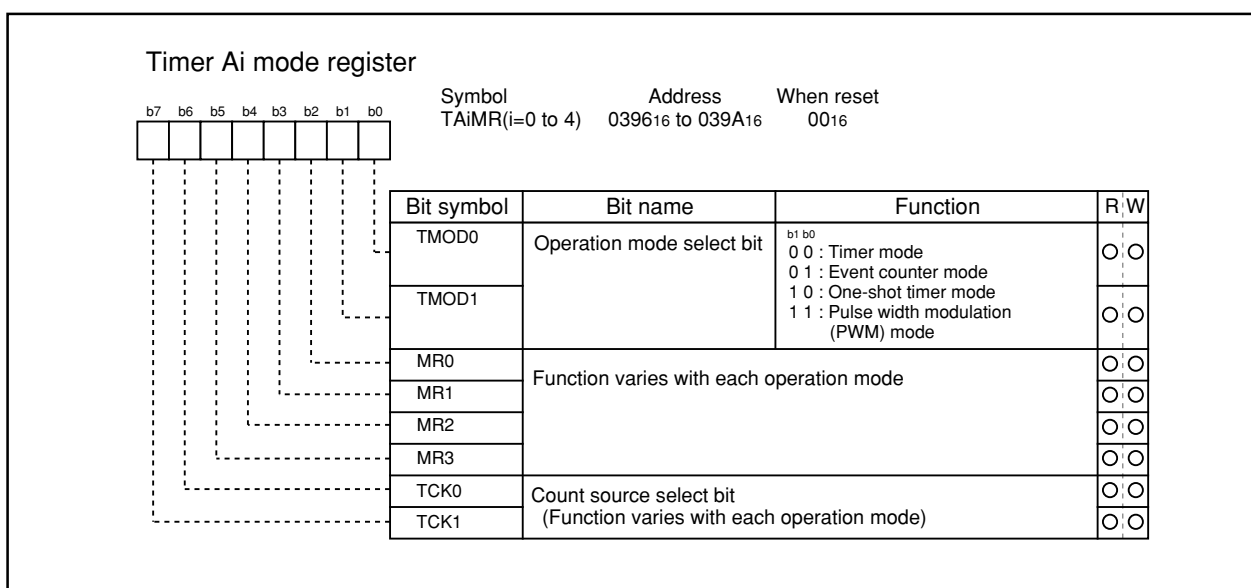 Timer Ai mode register
Symbol Address When reset
b7 b6 b5 b4 b3 b2 b1 b0
TAiMR(i=0 to 4) 039616 to 039A16 0016
Bit symbol Bit name Function R W
TMOD0 Operation mode select bit b1 b0
0 0 : Timer mode
0 1 : Event counter mode
TMOD1 1 0 : One-shot timer mode
1 1 : Pulse width modulation
(PWM) mode
MR0 Function varies with each operation mode
MR1
MR2
MR3
TCK0 Count source select bit
TCK1 (Function varies with each operation mode)